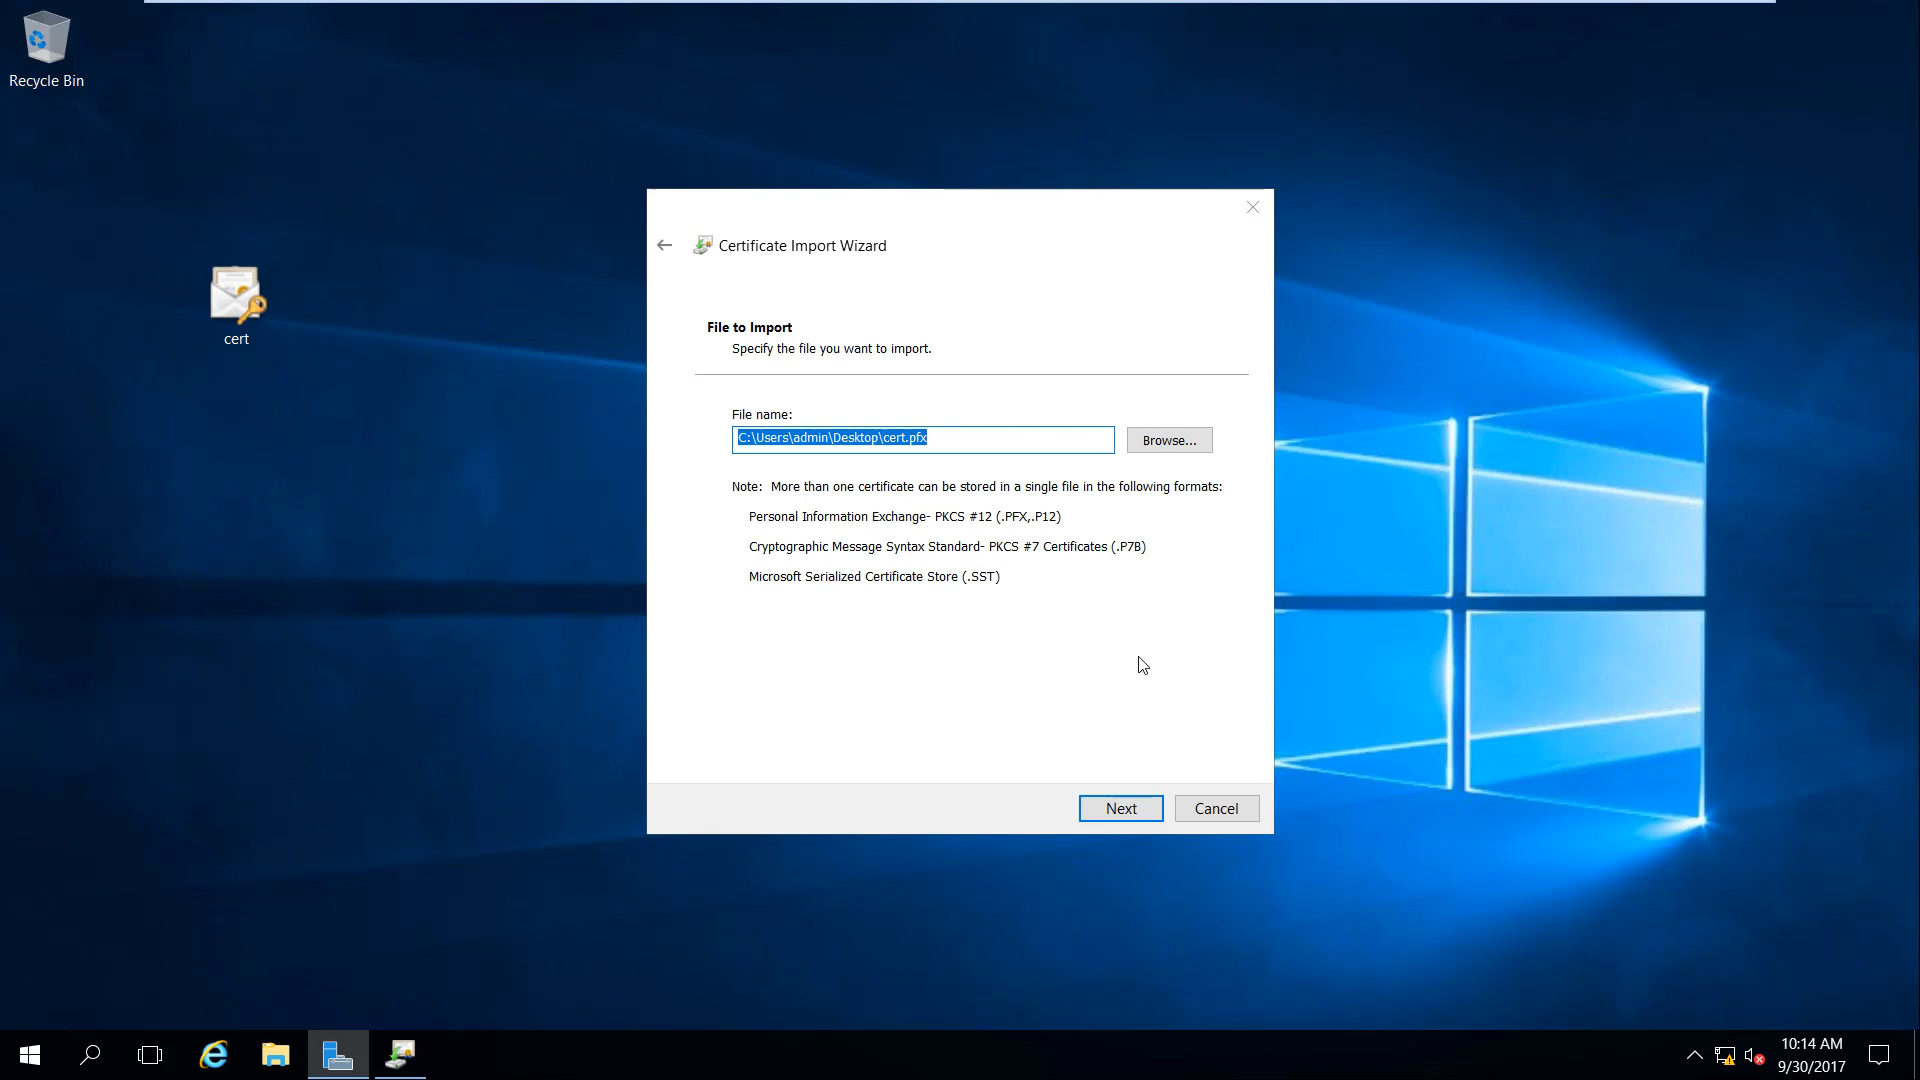 Recycle Bin
cert
Certificate Import Wizard
File to Import
Specify the file you want to import.
File name:
C:\Users\admin\Desktop\cert.pfx
Browse...
Note:  More than one certificate can be stored in a single file in the following formats:
Personal Information Exchange- PKCS #12 (.PFX,.P12)
Cryptographic Message Syntax Standard- PKCS #7 Certificates (.P7B)
Microsoft Serialized Certificate Store (.SST)
Next
Cancel
10:14 AM
9/30/2017